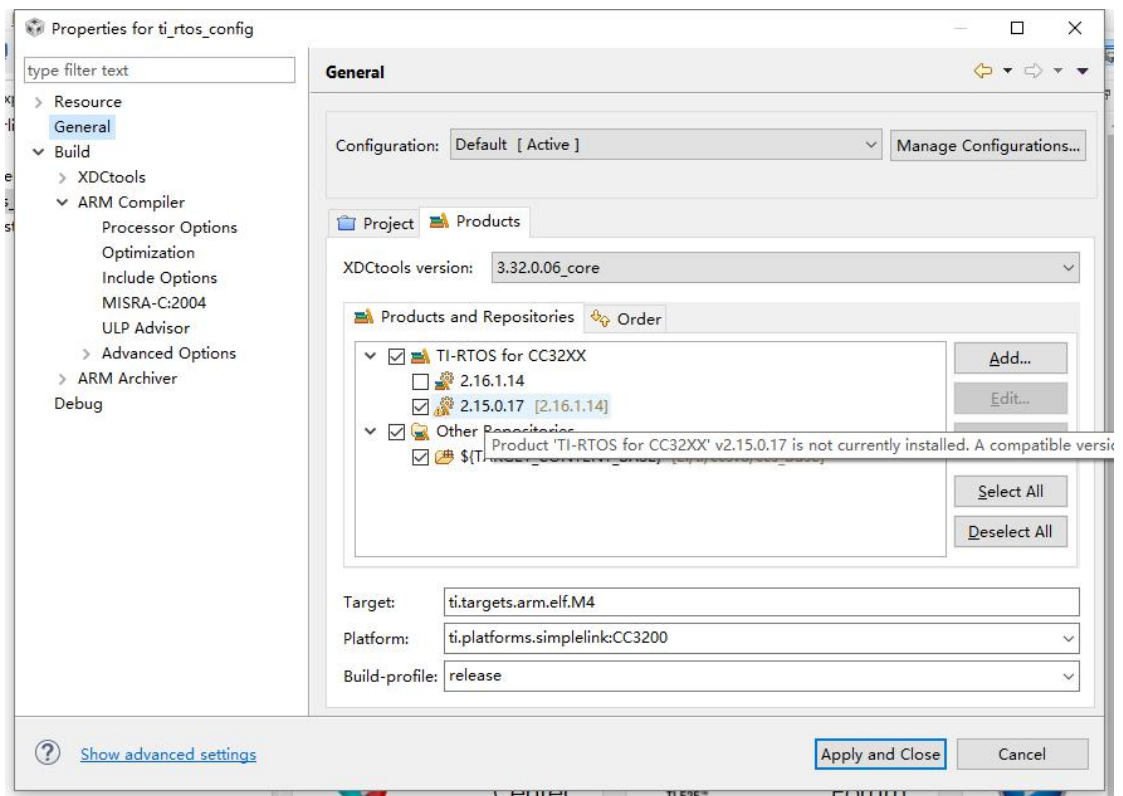 Properties for ti_rtos_config
type filter text
General
Resource
General
Build
XDCtools
ARM Compiler
Processor Options
Optimization
Include Options
MISRA-C:2004
ULP Advisor
Advanced Options
ARM Archiver
Debug
Configuration: Default [ Active ]
Manage Configurations...
Project
Products
XDCtools version: 3.32.0.06_core
Products and Repositories
Order
TI-RTOS for CC32XX
2.16.1.14
2.15.0.17 [2.16.1.14]
Other Repositories
Product 'TI-RTOS for CC32XX' v2.15.0.17 is not currently installed. A compatible versi
Add...
Edit...
Select All
Deselect All
Target: ti.targets.arm.elf.M4
Platform: ti.platforms.simplelink:CC3200
Build-profile: release
Show advanced settings
Apply and Close
Cancel